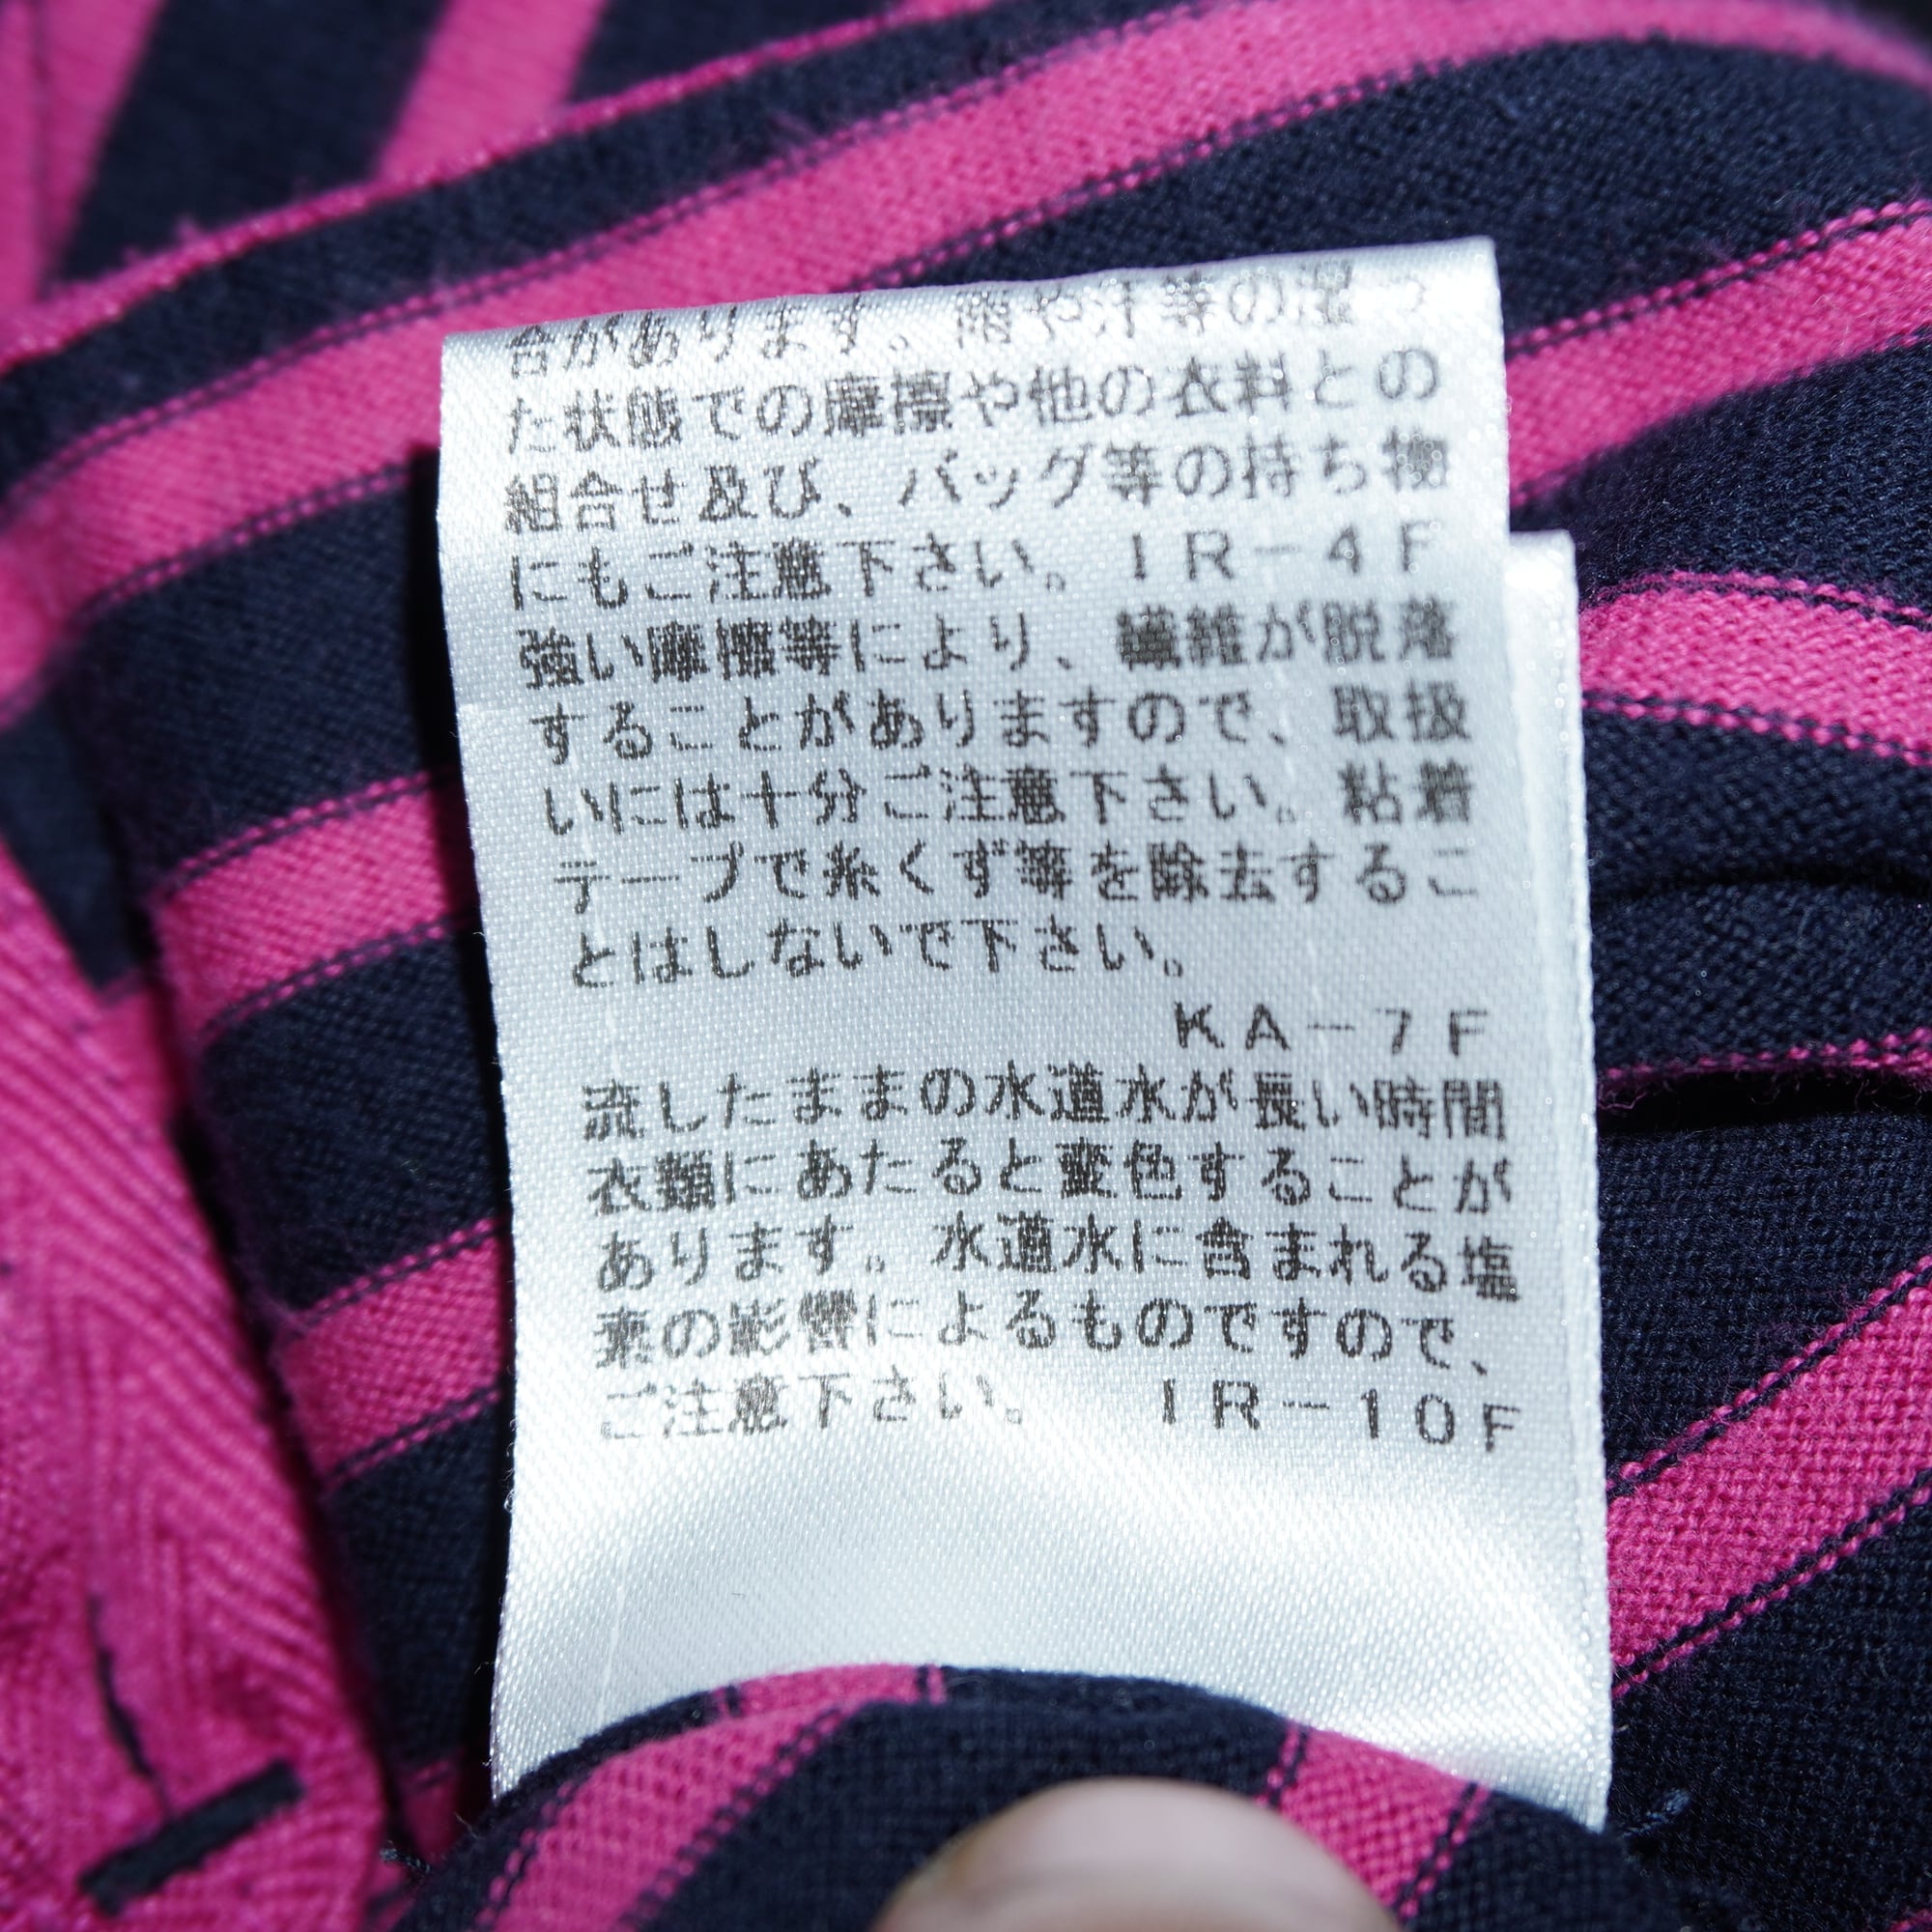 合があります。雨や汗等の湿っ
た状態での摩擦や他の衣料との
組合せ及び、バッグ等の持ち物
にもご注意下さい。IR－4F
強い摩擦等により、繊維が脱落
することがありますので、取扱
いには十分ご注意下さい。粘着
テープで糸くず等を除去するこ
とはしないで下さい。
KA－7F
流したままの水道水が長い時間
衣類にあたると変色することが
あります。水道水に含まれる塩
素の影響によるものですので、
ご注意下さい。 IR－10F